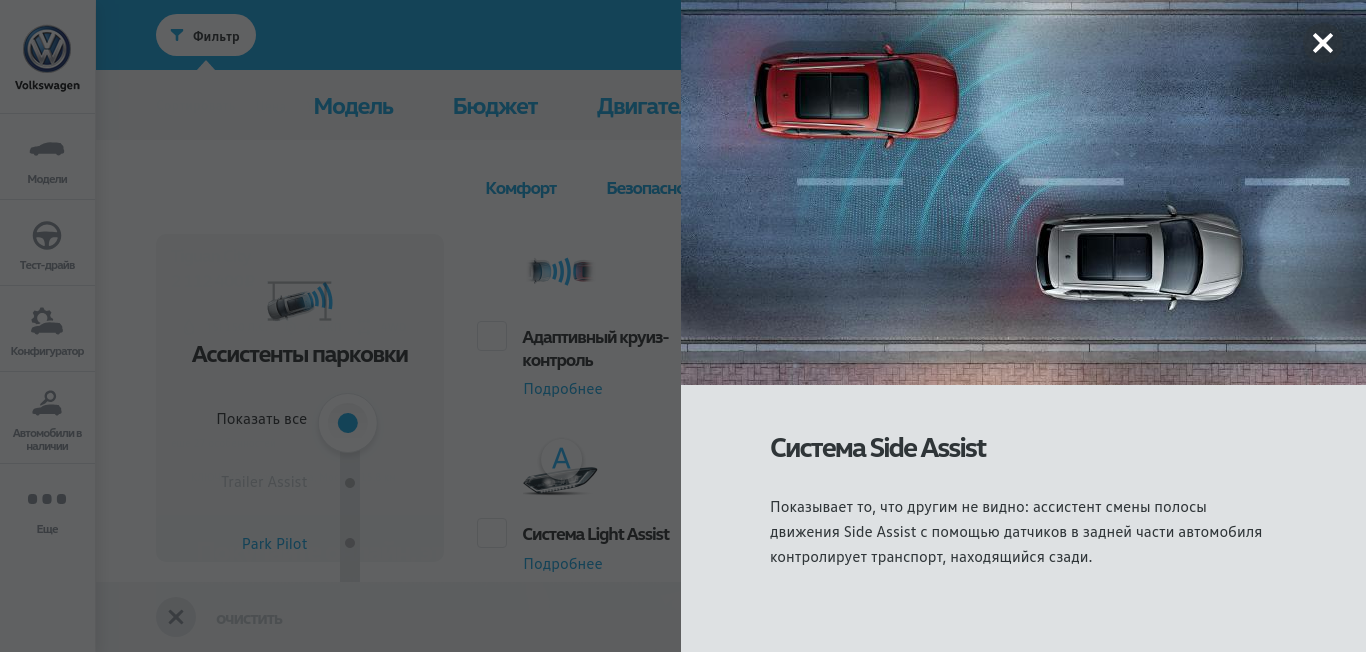 Volkswagen
Модели
Тест-драйв
Конфигуратор
Автомобили в
наличии
Еще
Фильтр
Модель Бюджет
Комфорт
Ассистенты парковки
Показать все
Trailer Assist
Park Pilot
Адаптивный круиз-
контроль
Подробнее
A
Система Light Assist
Подробнее
ОЧИСТИТЬ
Система Side Assist
Показывает то, что другим не видно: ассистент смены полосы
движения Side Assist с помощью датчиков в задней части автомобиля
контролирует транспорт, находящийся сзади.